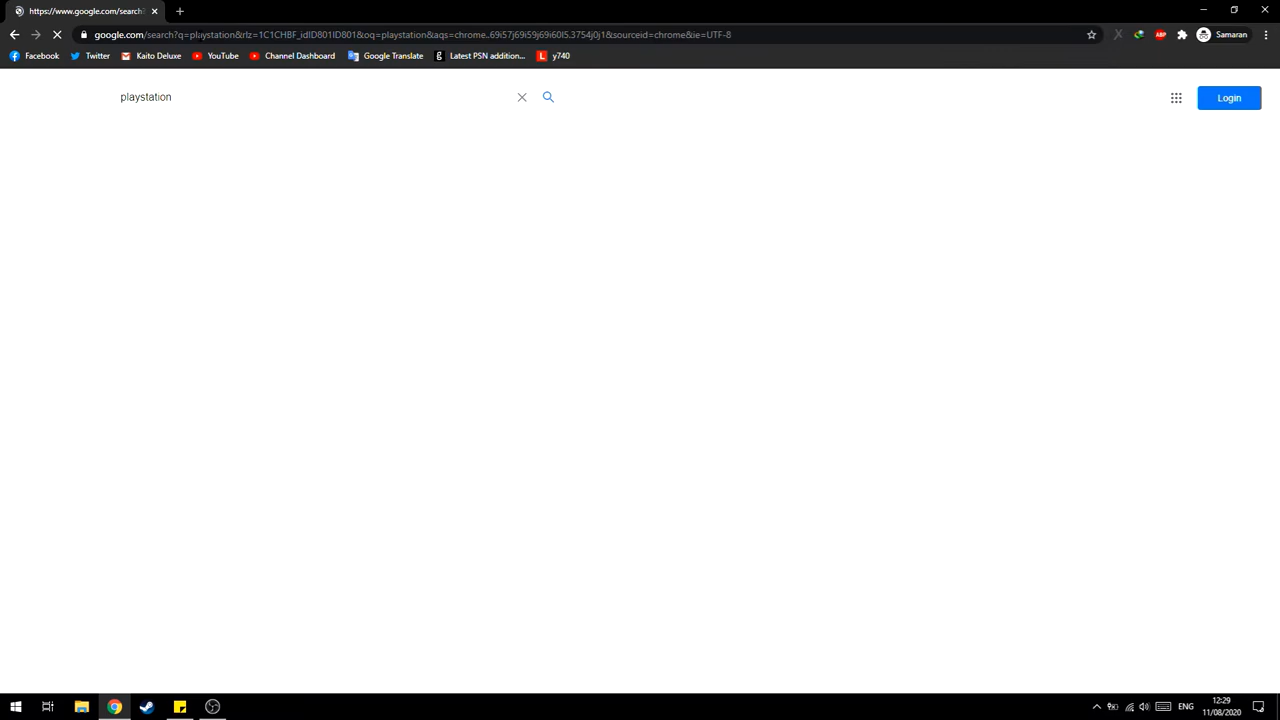 https://www.google.com/search?
google.com/search?q=playstation&rlz=1C1CHBF_idID801ID801&oq=playstation&aqs=chrome..69i57j69i59j69i60l5.3754j0j1&sourceid=chrome&ie=UTF-8
Samaran
Facebook
Twitter
Kaito Deluxe
YouTube
Channel Dashboard
Google Translate
Latest PSN addition...
y740
playstation
Login
ENG
12:29
11/08/2020